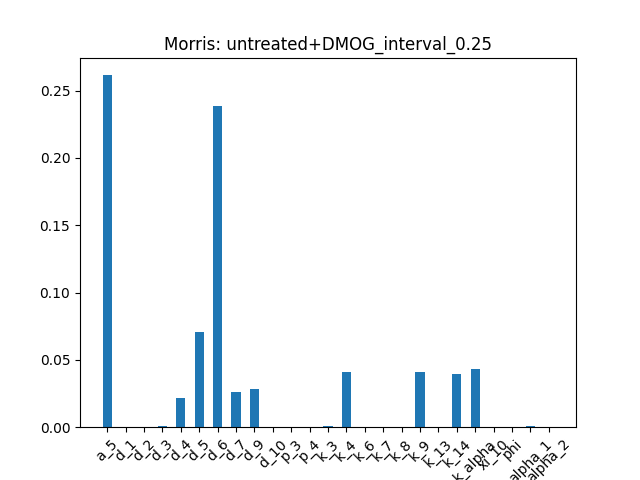 Morris: untreated+DMOG_interval_0.25
0.25
0.20
0.15
0.10
0.05
0.00
a_5
d_1
d_2
d_3
d_4
d_5
d_6
d_7
d_9
d_10
p_3
p_4
k_3
k_4
k_6
k_7
k_8
k_9
k_13
k_14
k_alpha
xi_10
phi
alpha_1
alpha_2